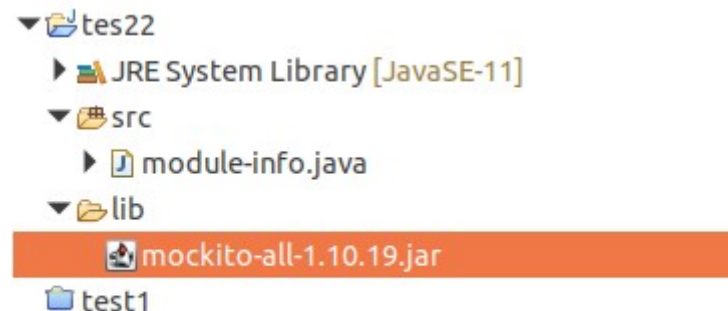 tes22
JRE System Library [JavaSE-11]
src
module-info.java
lib
mockito-all-1.10.19.jar
test1